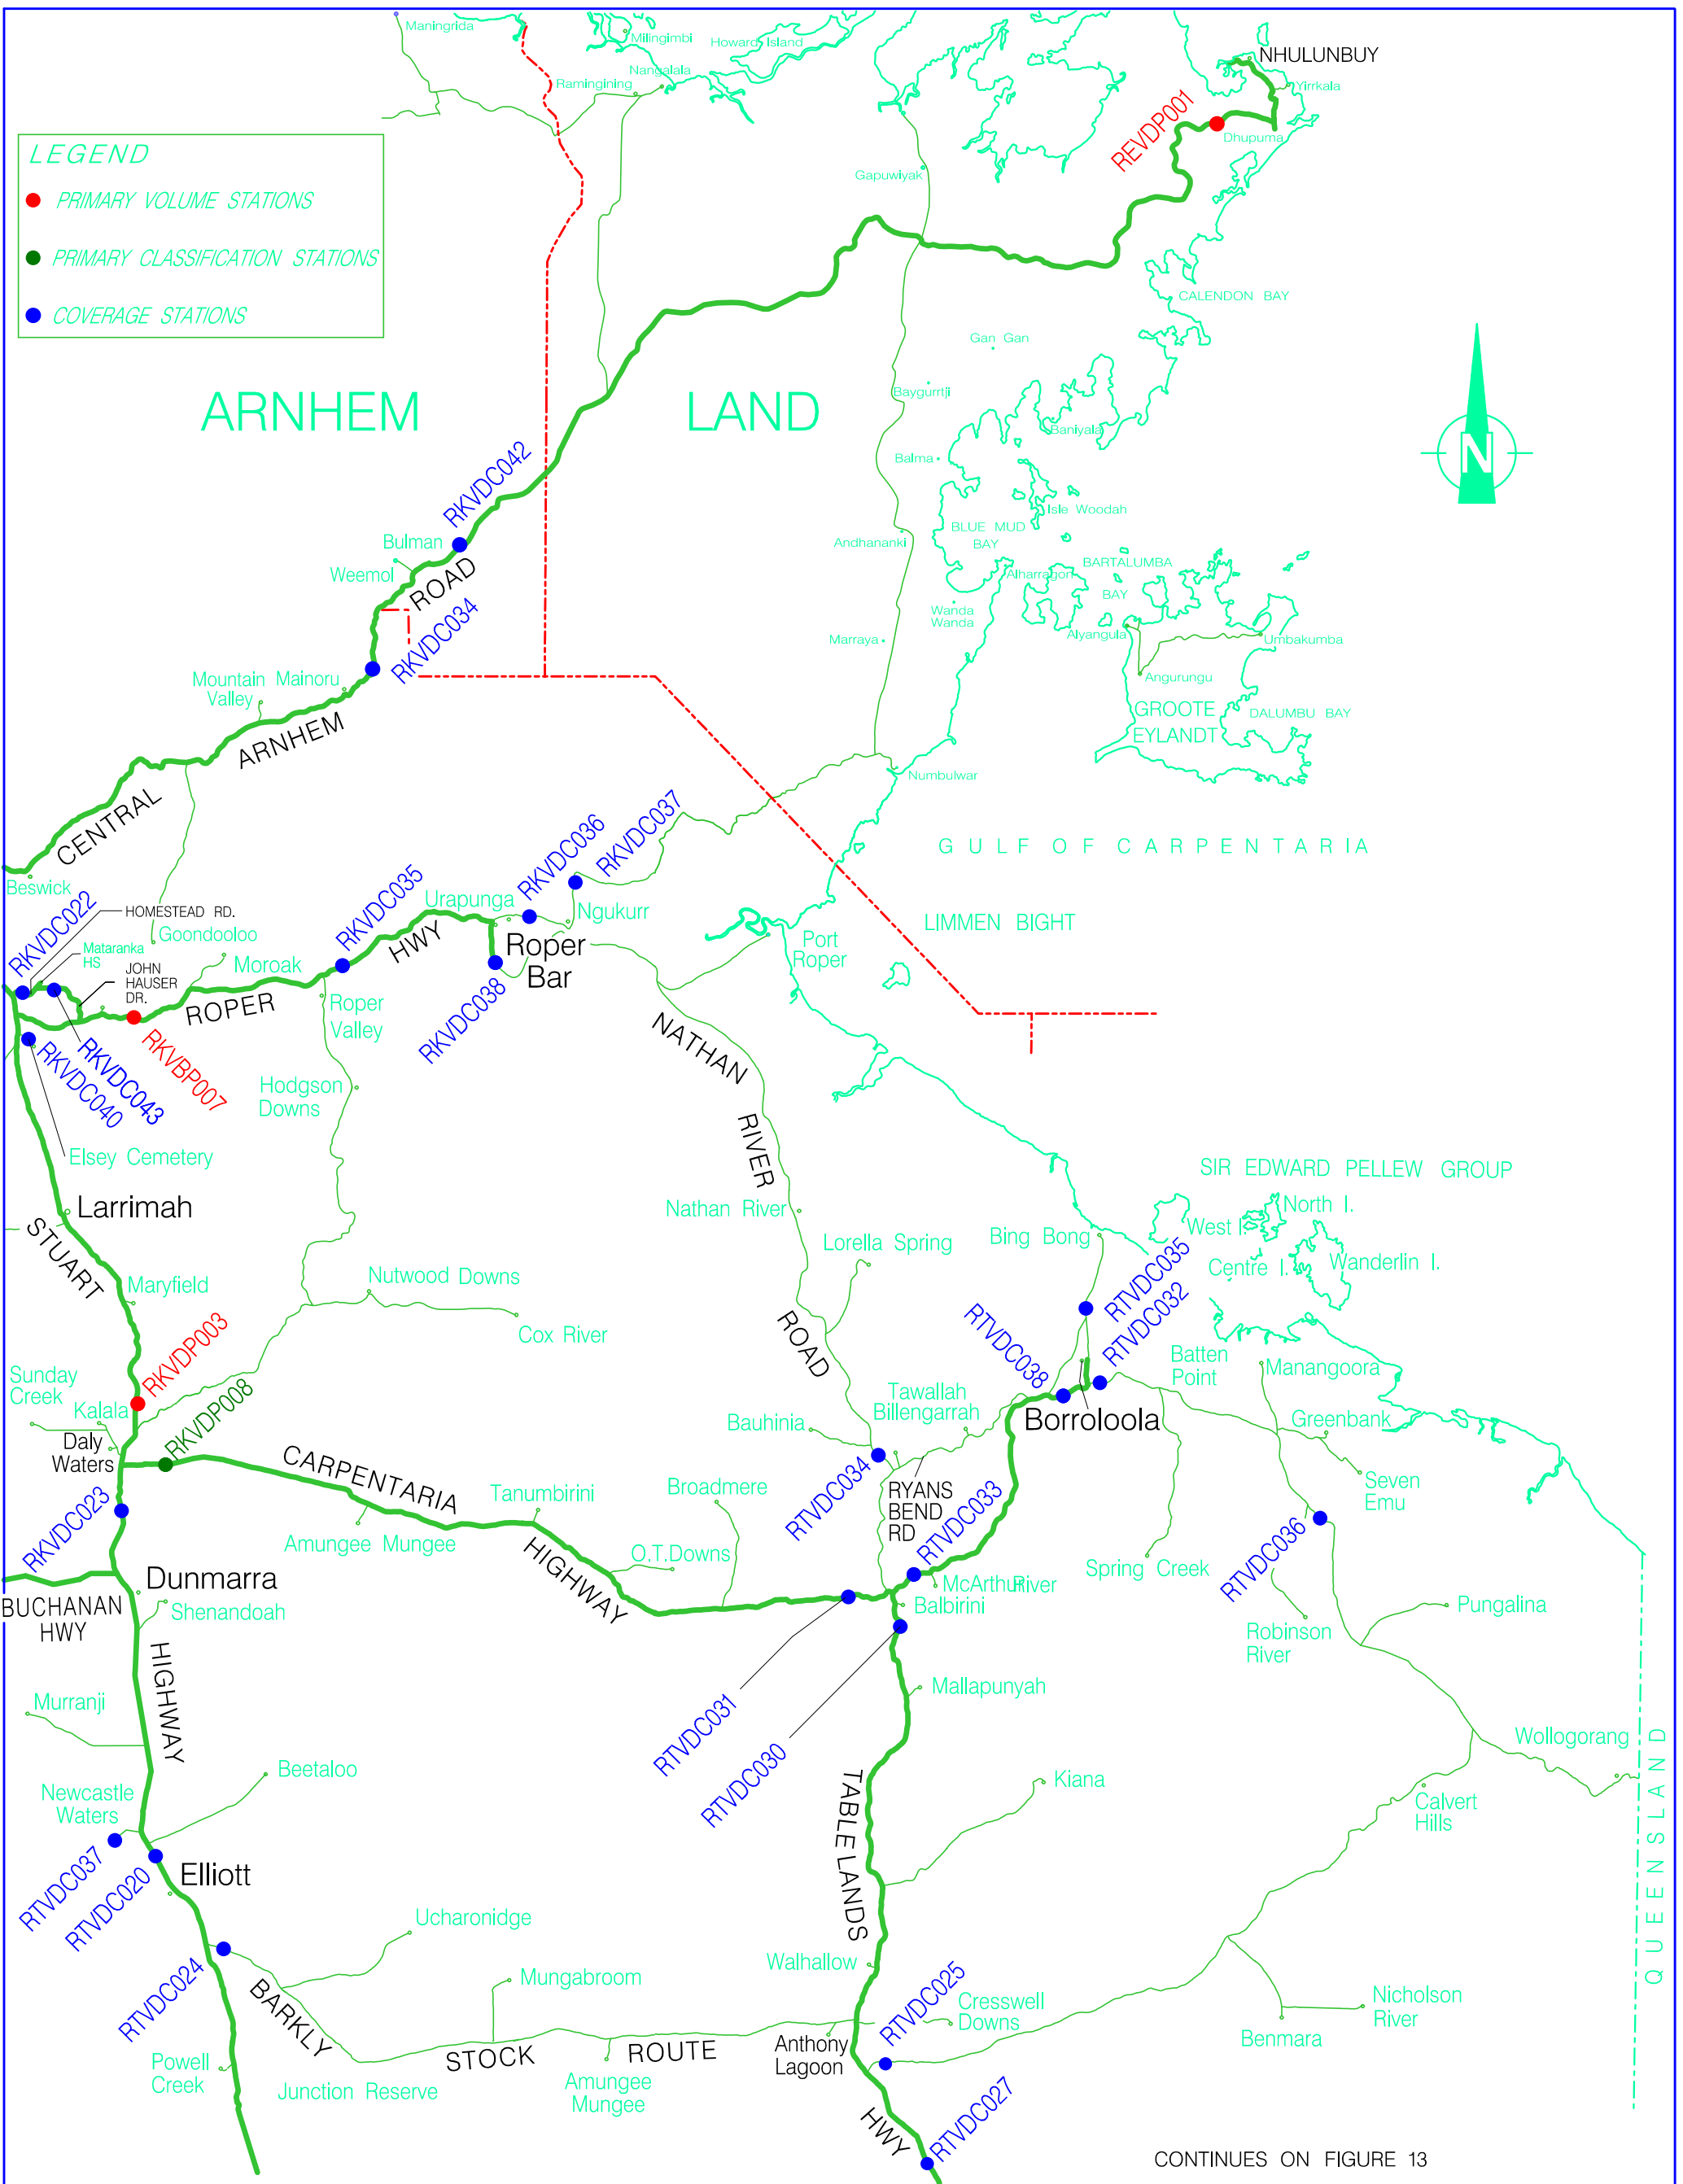 Maningrida
Milingimbi
Howard Island
Nangalala
Ramingining
NHULUNBUY
Yirrkala
REVDP001
Dhupuma
Gapuwiyak
LEGEND
PRIMARY VOLUME STATIONS
PRIMARY CLASSIFICATION STATIONS
COVERAGE STATIONS
CALENDON BAY
Gan Gan
Baygurrtji
ARNHEM LAND
Baniyala
N
Balma
RKVDC042
Isle Woodah
BLUE MUD
BAY
Andhananki
Bulman
Weemol
ROAD
BARTALUMBA
BAY
Alharragon
Wanda
Wanda
Marraya
Alyangula
Umbakumba
RKVDC034
Angurungu
Mountain
Valley
Mainoru
GROOTE
EYLANDT
DALUMBU BAY
ARNHEM
CENTRAL
Numbulwar
Beswick
RKVDC036
RKVDC037
GULF OF CARPENTARIA
RKVDC022
HOMESTEAD RD.
Goondooloo
Mataranka
HS
JOHN
HAUSER
DR.
Moroak
RKVDC035
HWY
Urapunga
Ngukurr
Roper
Bar
LIMMEN BIGHT
Port
Roper
ROPER
Roper
Valley
RKVDC038
RKVBP007
RKVDC043
RKVDC040
NATHAN
RIVER
ROAD
Hodgson
Downs
Elsey Cemetery
Larrimah
STUART
SIR EDWARD PELLEW GROUP
North I.
West I.
Centre I.
Wanderlin I.
Nathan River
Lorella Spring
Bing Bong
RTVDC035
RTVDC032
Maryfield
Nutwood Downs
Cox River
RKVDP003
RTVDC038
Sunday
Creek
Kalala
RKVDP008
Daly
Waters
Batten
Point
Manangoora
Greenbank
Tawallah
Billengarrah
Bauhinia
Borroloola
CARPENTARIA
Seven
Emu
RYANS
BEND
RD
RTVDC034
RTVDC033
Tanumbirini
Broadmere
RKVDC023
Amungee Mungee
HIGHWAY
O.T.Downs
Spring Creek
RTVDC036
Dunmarra
Shenandoah
BUCHANAN
HWY
McArthur River
Balbirini
Pungalina
Robinson
River
HIGHWAY
Mallapunyah
RTVDC031
RTVDC030
Murranji
Wollogorang
QUEENSLAND
Beetaloo
Newcastle
Waters
TABLELANDS
Kiana
Calvert
Hills
Elliott
RTVDC037
RTVDC020
Ucharonidge
RTVDC024
BARKLY
Mungabroom
Walhallow
RTVDC025
Cresswell
Downs
Nicholson
River
Benmara
STOCK ROUTE
Anthony
Lagoon
Powell
Creek
Junction Reserve
Amungee
Mungee
HWY
RTVDC027
CONTINUES ON FIGURE 13